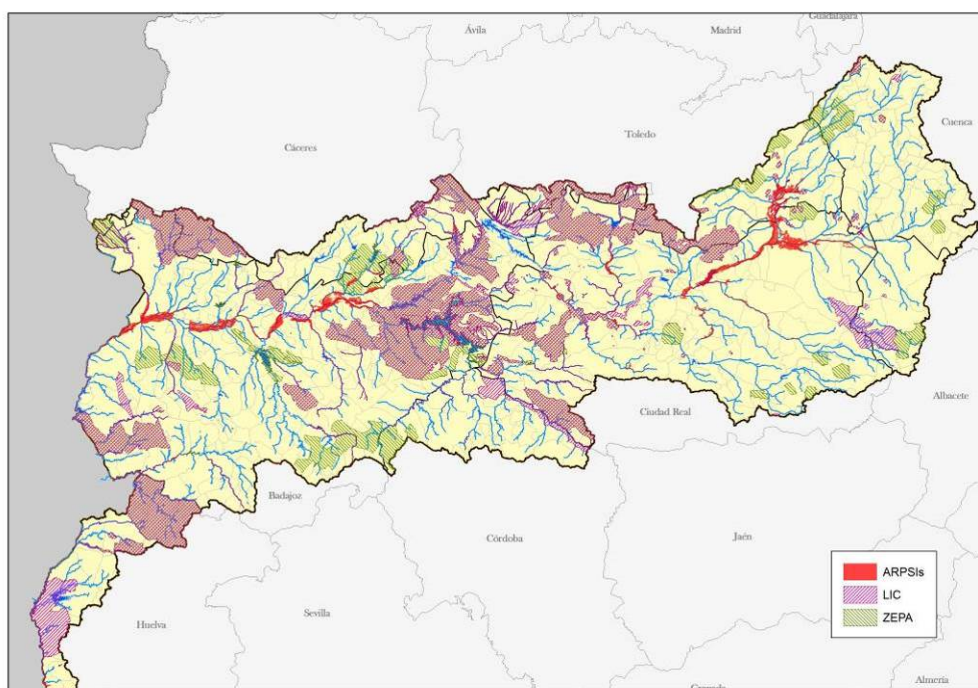 Guadalajara
Ávila
Madrid
Cuenca
Toledo
Cáceres
Albacete
Ciudad Real
Badajoz
Córdoba
Jaén
Huelva
Sevilla
Almería
ARPSIs
LIC
ZEPA